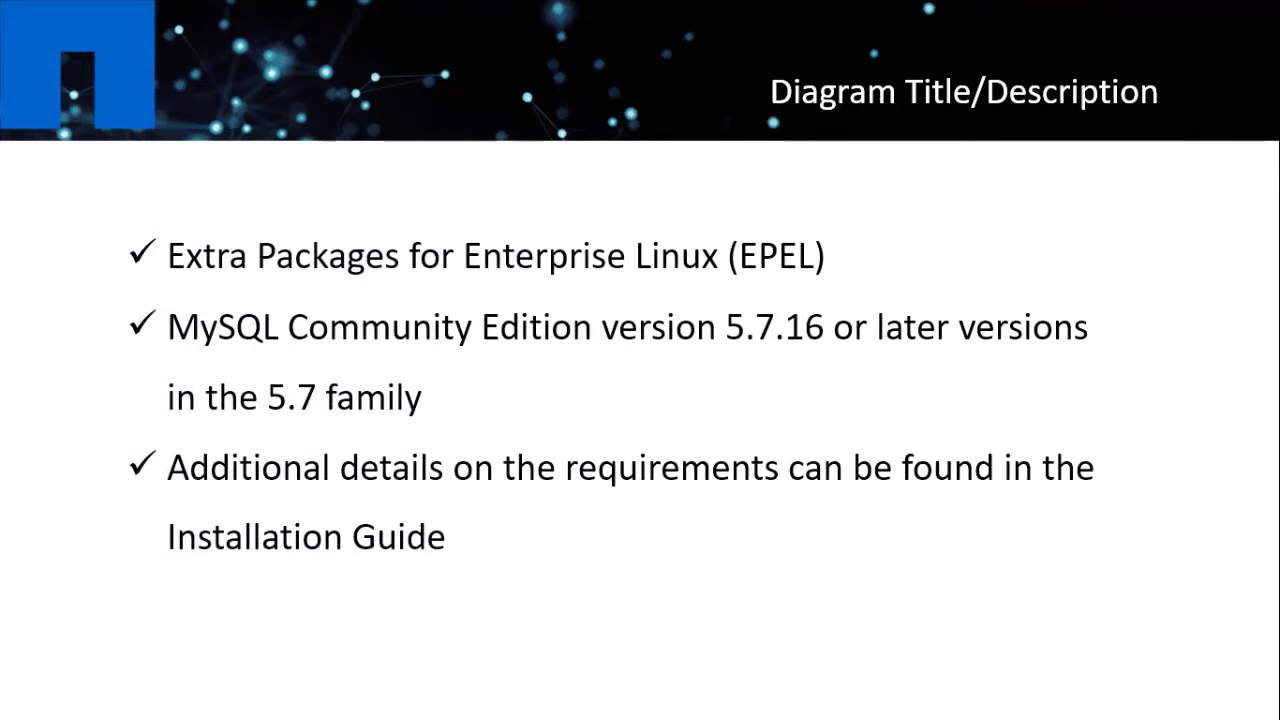 Diagram Title/Description
✓ Extra Packages for Enterprise Linux (EPEL)
✓ MySQL Community Edition version 5.7.16 or later versions
in the 5.7 family
✓ Additional details on the requirements can be found in the
Installation Guide